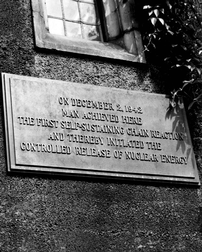 ON DECEMBER 2, 1942
MAN ACHIEVED HERE
THE FIRST SELF-SUSTAINING CHAIN REACTION
AND THEREBY INITIATED THE
CONTROLLED RELEASE OF NUCLEAR ENERGY